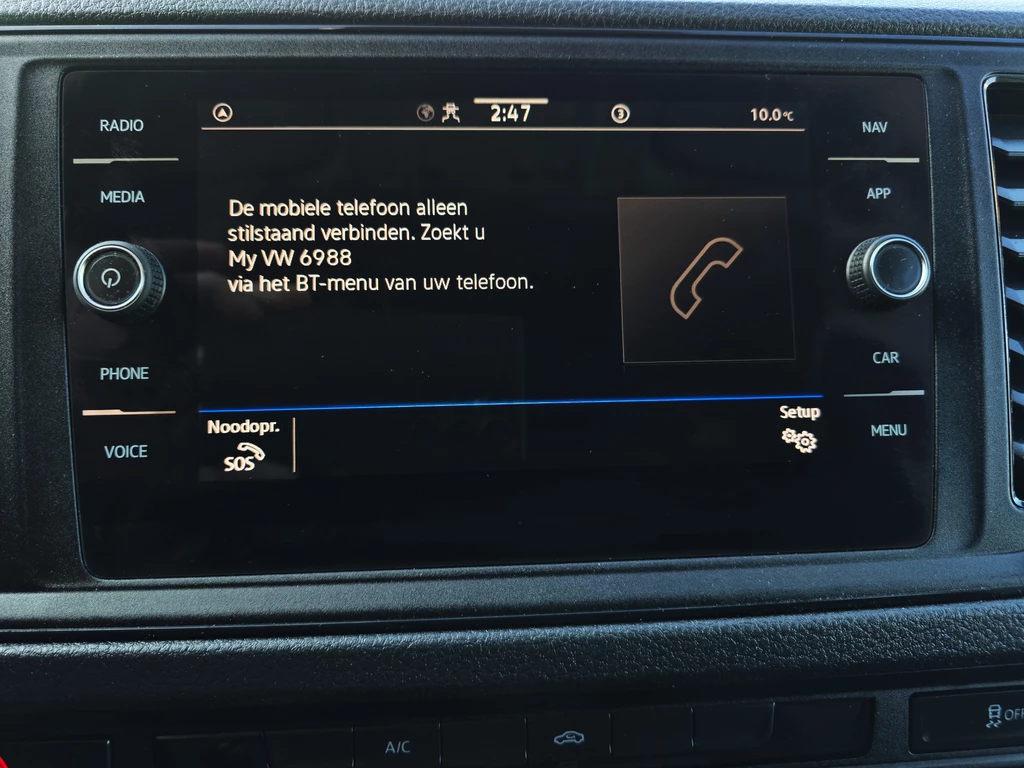 2:47
3
10.0°C
RADIO
MEDIA
PHONE
VOICE
De mobiele telefoon alleen
stilstaand verbinden. Zoekt u
My VW 6988
via het BT-menu van uw telefoon.
Noodopr.
SOS
Setup
NAV
APP
CAR
MENU
A/C
OFF